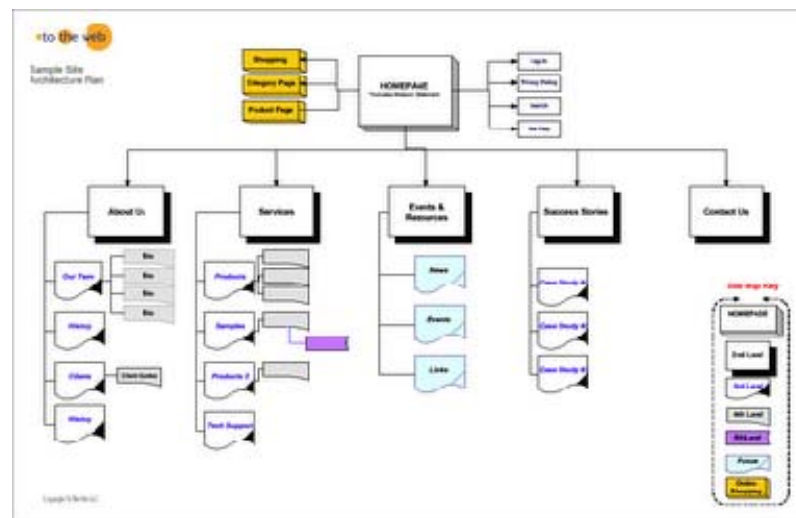 to the web
Sample Site
Architecture Plan
Shopping
Category Page
Product Page
HOMEPAGE
Log In
Privacy Policy
Search
Site Map
About Us
Services
Events &
Resources
Success Stories
Contact Us
Our Team
Bio
Bio
Bio
Bio
History
Clients
Client Quotes
History
Products
Samples
Products 2
Tech Support
News
Events
Links
Case Study #
Case Study #
Case Study #
Site Map Key
HOMEPAGE
2nd Level
3rd Level
4th Level
5th Level
Forum
Online
Shopping